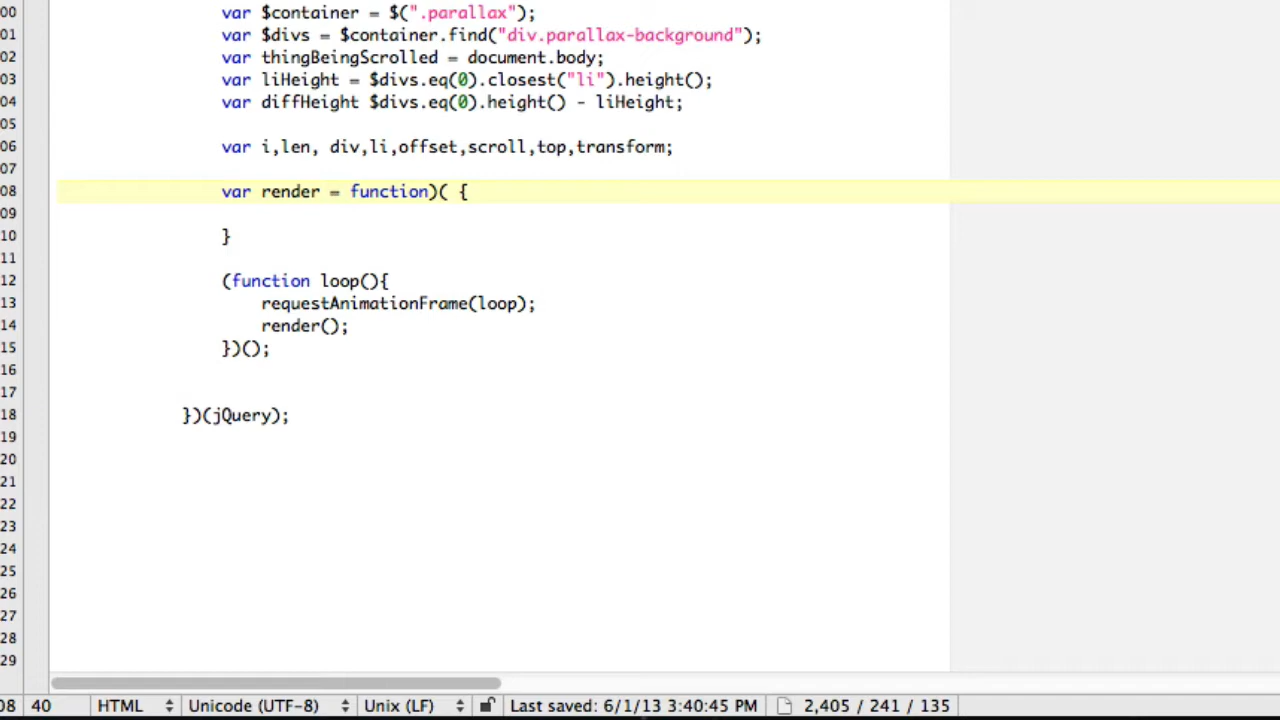 00 var $container = $(".parallax");
01 var $divs = $container.find("div.parallax-background");
02 var thingBeingScrolled = document.body;
03 var liHeight = $divs.eq(0).closest("li").height();
04 var diffHeight $divs.eq(0).height() - liHeight;
05
06 var i,len, div,li,offset,scroll,top,transform;
07
08 var render = function)( {
09
10 }
11
12 (function loop(){
13 requestAnimationFrame(loop);
14 render();
15 })();
16
17
18 })(jQuery);
19
20
21
22
23
24
25
26
27
28
29
08 40 HTML Unicode (UTF-8) Unix (LF) Last saved: 6/1/13 3:40:45 PM 2,405 / 241 / 135